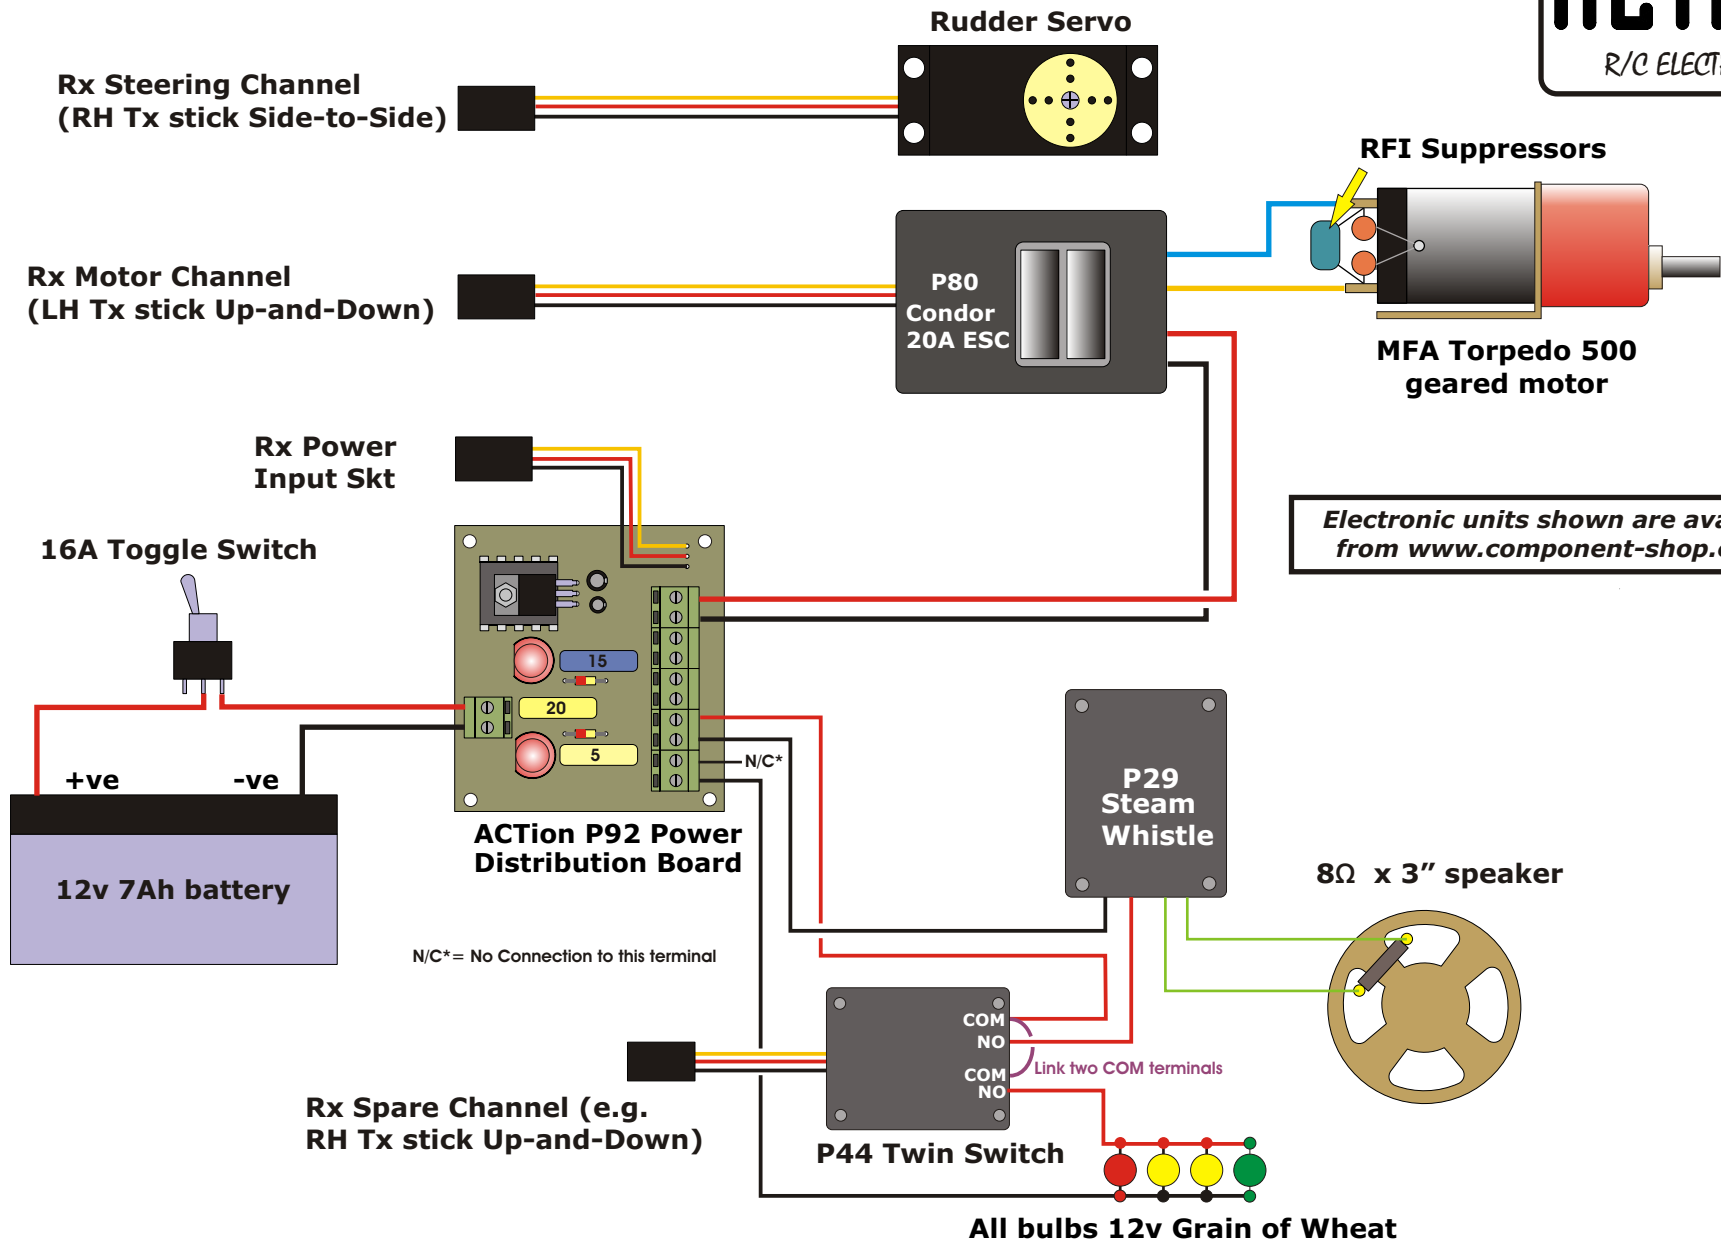 Rudder Servo
R/C ELECT
Rx Steering Channel
(RH Tx stick Side-to-Side)
RFI Suppressors
Rx Motor Channel
(LH Tx stick Up-and-Down)
P80
Condor
20A ESC
MFA Torpedo 500
geared motor
Rx Power
Input Skt
Electronic units shown are ava
from www.component-shop.
16A Toggle Switch
15
20
5
N/C*
+ve
-ve
12v 7Ah battery
ACTion P92 Power
Distribution Board
P29
Steam
Whistle
8Ω x 3” speaker
N/C*= No Connection to this terminal
COM
NO
COM
NO
Link two COM terminals
Rx Spare Channel (e.g.
RH Tx stick Up-and-Down)
P44 Twin Switch
All bulbs 12v Grain of Wheat